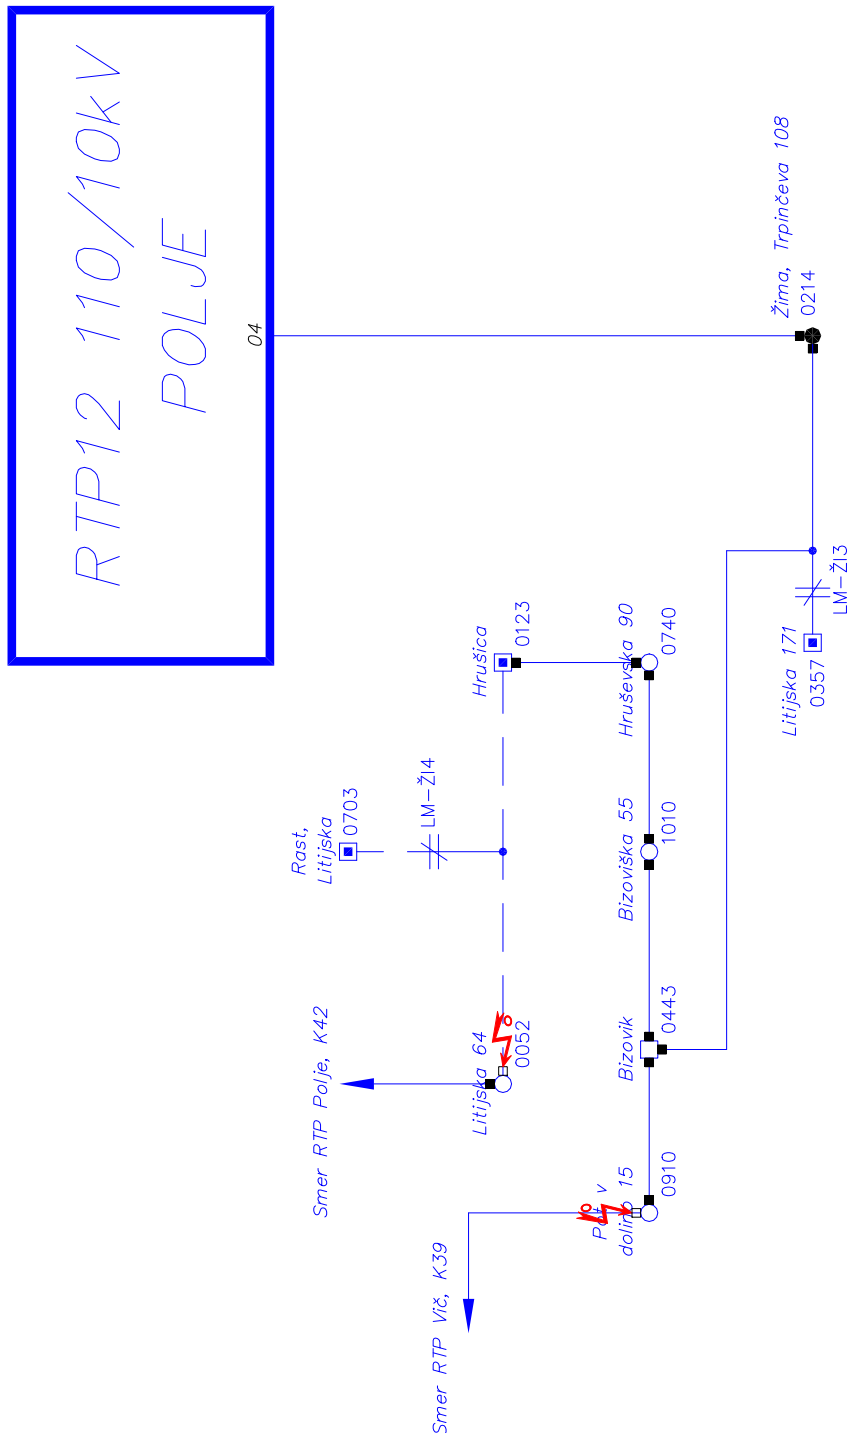 RTP12 110/10kV
POLJE
04
Žima, Trpinčeva 108
0214
LM-ŽI3
Litijska 171
0357
Hrušica
0123
Hruševska 90
0740
Rast,
Litijska
0703
LM-ŽI4
Bizoviška 55
1010
Smer RTP Polje, K42
Litijska 64
0052
Bizovik
0443
Pot v
dolino 15
0910
Smer RTP Vič, K39